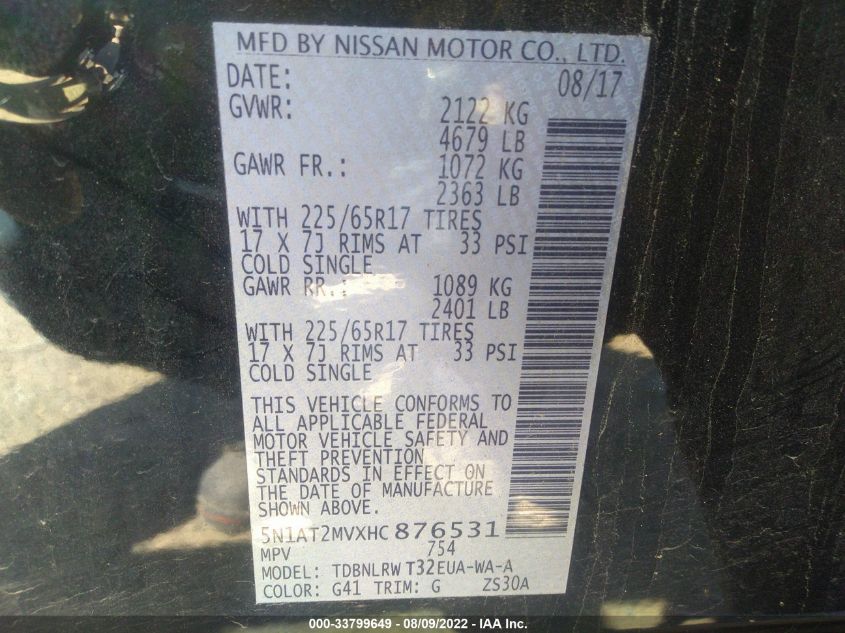 MFD BY NISSAN MOTOR CO., LTD.
DATE: 08/17
GVWR: 2122 KG
4679 LB
GAWR FR.: 1072 KG
2363 LB
WITH 225/65R17 TIRES
17 X 7J RIMS AT 33 PSI
COLD SINGLE
GAWR RR.: 1089 KG
2401 LB
WITH 225/65R17 TIRES
17 X 7J RIMS AT 33 PSI
COLD SINGLE
THIS VEHICLE CONFORMS TO
ALL APPLICABLE FEDERAL
MOTOR VEHICLE SAFETY AND
THEFT PREVENTION
STANDARDS IN EFFECT ON
THE DATE OF MANUFACTURE
SHOWN ABOVE.
5N1AT2MVXHC876531
MPV 754
MODEL: TDBNLRW T32EUA-WA-A
COLOR: G41 TRIM: G ZS30A
000-33799649 - 08/09/2022 - IAA Inc.